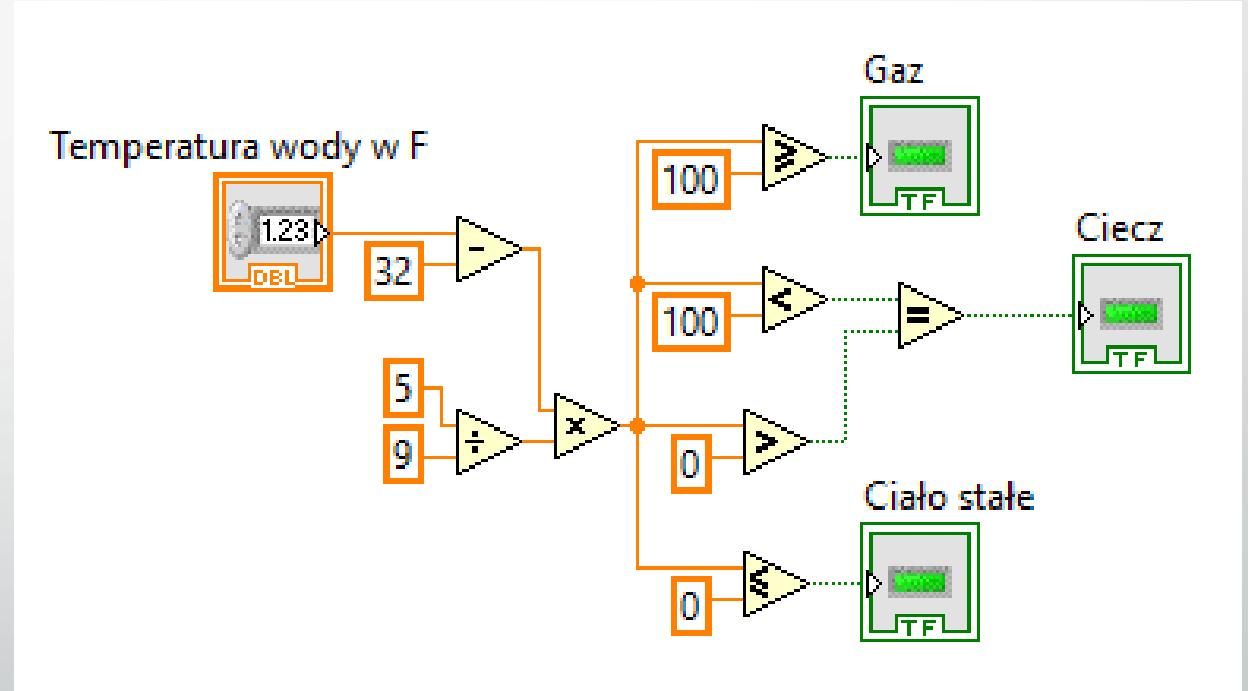 Gaz
Temperatura wody w F
100
≥
TF
1.23
DBL
32
-
Ciecz
100
<
=
TF
5
9
÷
x
0
>
Ciało stałe
0
≤
TF